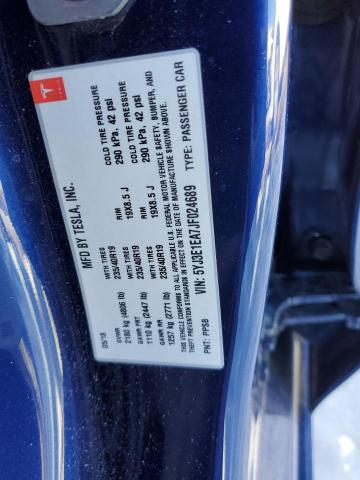 TESLA
MFD BY TESLA, INC.
05/18 WITH TIRES RIM COLD TIRE PRESSURE
GVWR
2180 kg (4806 lb) 235/40R19 19X8.5 J 290 kPa, 42 psi
GAWR FRT WITH TIRES RIM COLD TIRE PRESSURE
1110 kg (2447 lb) 235/40R19 19X8.5 J 290 kPa, 42 psi
GAWR RR WITH TIRES
1257 kg (2771 lb) 235/40R19
THIS VEHICLE CONFORMS TO ALL APPLICABLE U.S. FEDERAL MOTOR VEHICLE SAFETY, BUMPER, AND
THEFT PREVENTION STANDARDS IN EFFECT ON THE DATE OF MANUFACTURE SHOWN ABOVE.
VIN: 5YJ3E1EA7JF024689 TYPE: PASSENGER CAR
PNT: PPSB